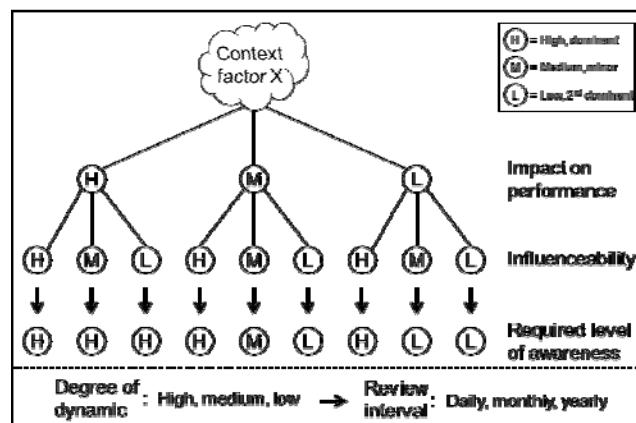 Context
factor X
H = High, dominant
M = Medium, minor
L = Low, 2nd dominant
H M L
Impact on
performance
H M L H M L H M L
Influenceability
H H H H M L H L L
Required level
of awareness
Degree of
dynamic : High, medium, low → Review
interval : Daily, monthly, yearly